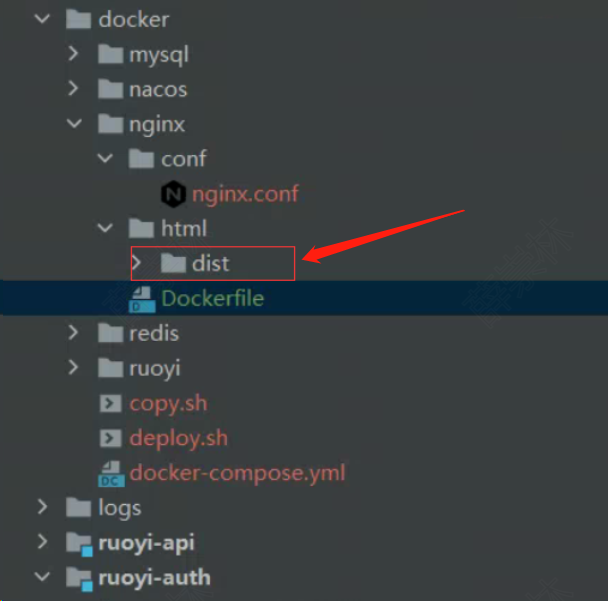 docker
mysql
nacos
nginx
conf
nginx.conf
html
dist
Dockerfile
redis
ruoyi
copy.sh
deploy.sh
DC
docker-compose.yml
logs
ruoyi-api
ruoyi-auth